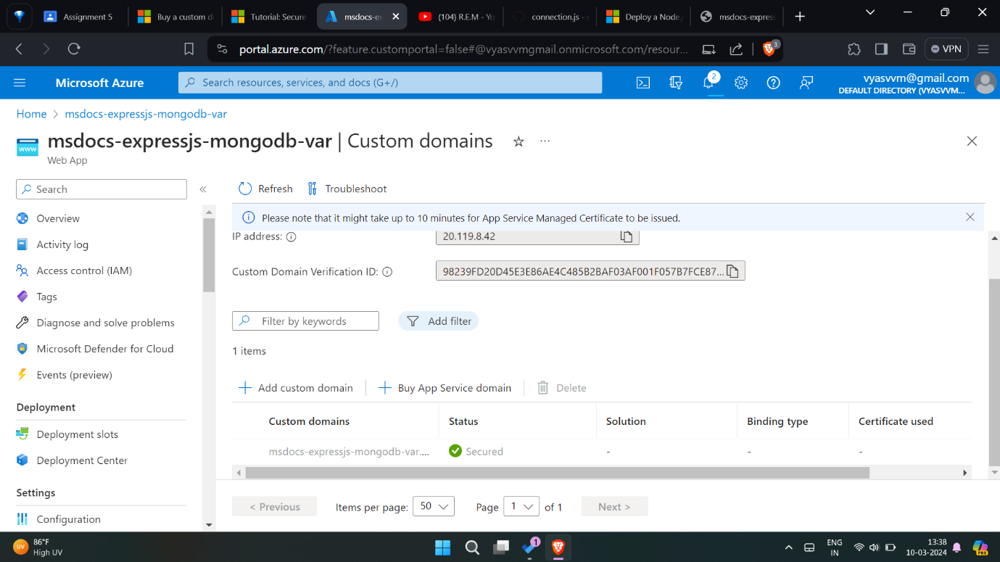 Assignment 5
Buy a custom d
Tutorial: Secure
msdocs-ex
(104) R.E.M - Yo
connection.js -
Deploy a Node.
msdocs-express
portal.azure.com/?feature.customportal=false#@vyasvvmgmail.onmicrosoft.com/resour...
3
VPN
Microsoft Azure
Search resources, services, and docs (G+/)
2
vyasvvm@gmail.com
DEFAULT DIRECTORY (VYASVVM...
Home > msdocs-expressjs-mongodb-var
www
msdocs-expressjs-mongodb-var | Custom domains
Web App
Search
Refresh
Troubleshoot
Overview
Please note that it might take up to 10 minutes for App Service Managed Certificate to be issued.
IP address:
20.119.8.42
Activity log
Access control (IAM)
Custom Domain Verification ID:
98239FD20D45E3E86AE4C485B2BAF03AF001F057B7FCE87...
Tags
Diagnose and solve problems
Filter by keywords
Add filter
Microsoft Defender for Cloud
1 items
Events (preview)
Add custom domain
Buy App Service domain
Delete
Deployment
Custom domains
Status
Solution
Binding type
Certificate used
Deployment slots
msdocs-expressjs-mongodb-var....
Secured
-
-
-
Deployment Center
Settings
< Previous
Items per page:
50
Page
1
of 1
Next >
Configuration
UV
86°F
High UV
1
ENG
IN
13:38
10-03-2024
PRE